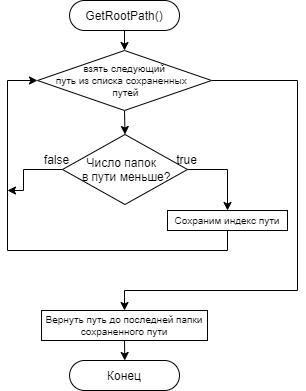 GetRootPath()
взять следующий
путь из списка сохраненных
путей
false
true
Число папок
в пути меньше?
Сохраним индекс пути
Вернуть путь до последней папки
сохраненного пути
Конец